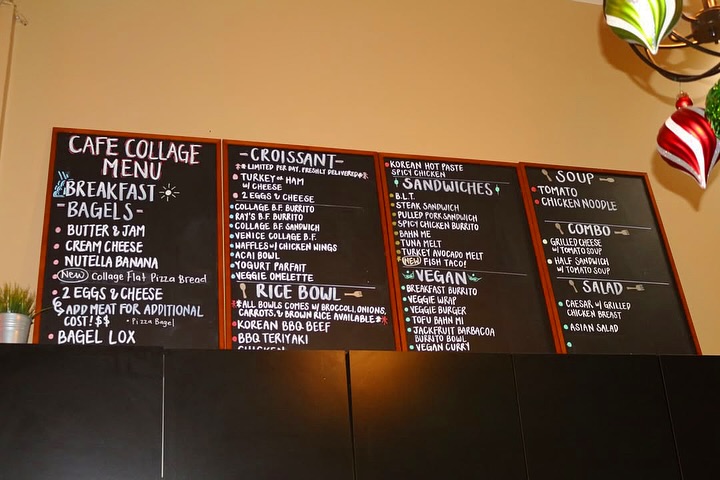 CAFE COLLAGE
MENU
BREAKFAST
-BAGELS-
BUTTER & JAM
CREAM CHEESE
NUTELLA BANANA
New Collage Flat Pizza Bread
2 EGGS & CHEESE
& ADD MEAT FOR ADDITIONAL
COST! $$ • Pizza Bagel
BAGEL LOX
-CROISSANT-
*LIMITED PER DAY, FRESHLY DELIVERED*
TURKEY OR HAM
W/ CHEESE
2 EGGS & CHEESE
COLLAGE B.F. BURRITO
RAY'S B.F. BURRITO
COLLAGE B.F. SANDWICH
VENICE COLLAGE B.F.
WAFFLES W/ CHICKEN WINGS
ACAI BOWL
YOGURT PARFAIT
VEGGIE OMELETTE
RICE BOWL
*ALL BOWLS COMES W/ BROCCOLI, ONIONS,
CARROTS, & BROWN RICE AVAILABLE*
KOREAN BBQ BEEF
BBQ TERIYAKI
CHICKEN
KOREAN HOT PASTE
SPICY CHICKEN
SANDWICHES
B.L.T.
STEAK SANDWICH
PULLED PORK SANDWICH
SPICY CHICKEN BURRITO
BAHN ME
TUNA MELT
TURKEY AVOCADO MELT
NEW FISH TACO!
VEGAN
BREAKFAST BURRITO
VEGGIE WRAP
VEGGIE BURGER
TOFU BAHN MI
JACKFRUIT BARBACOA
BURRITO BOWL
VEGAN CURRY
SOUP
TOMATO
CHICKEN NOODLE
COMBO
GRILLED CHEESE
W/ TOMATO SOUP
HALF SANDWICH
W/ TOMATO SOUP
SALAD
CAESAR W/ GRILLED
CHICKEN BREAST
ASIAN SALAD